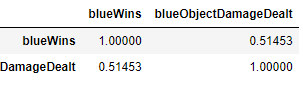 blueWins blueObjectDamageDealt
blueWins 1.00000 0.51453
DamageDealt 0.51453 1.00000